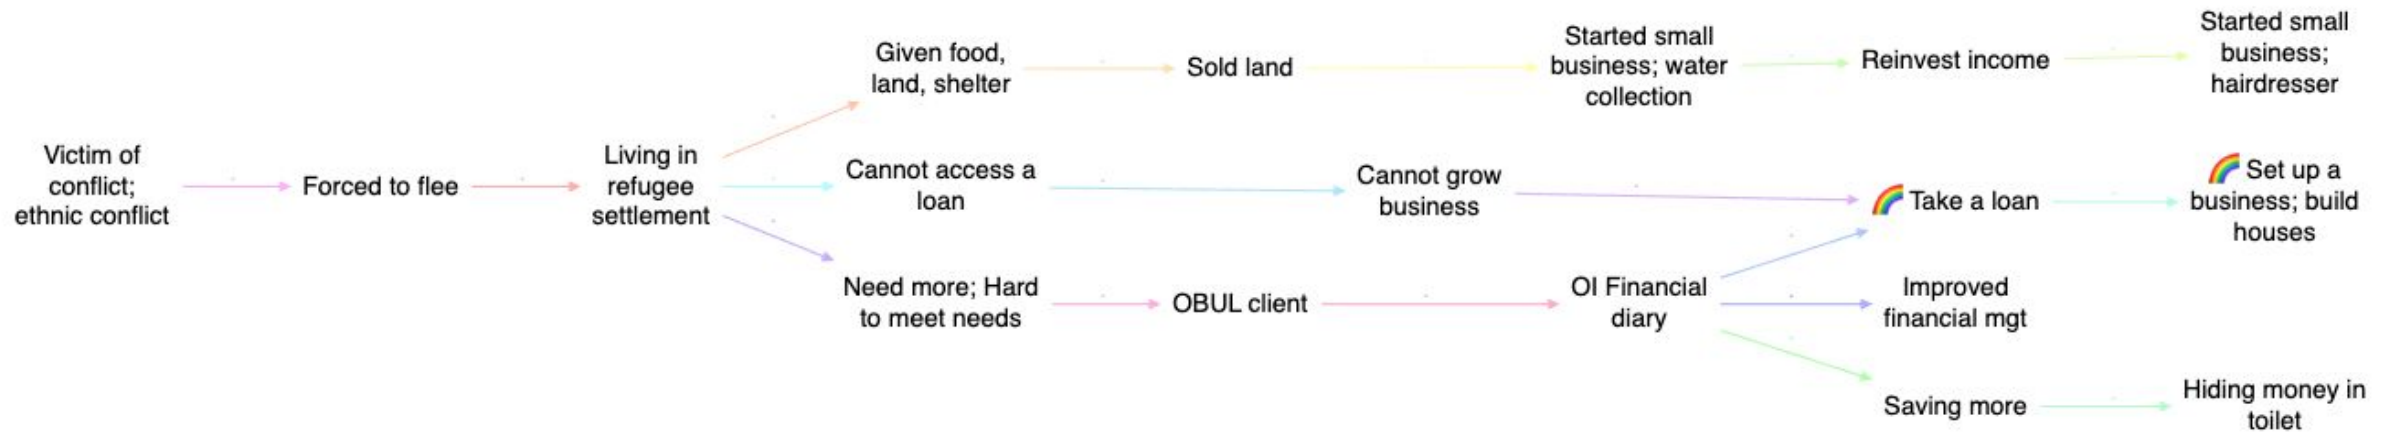 Victim of
conflict;
ethnic conflict
Forced to flee
Living in
refugee
settlement
Given food,
land, shelter
Sold land
Started small
business; water
collection
Reinvest income
Started small
business;
hairdresser
Cannot access a
loan
Cannot grow
business
🌈 Take a loan
🌈 Set up a
business; build
houses
Need more; Hard
to meet needs
OBUL client
OI Financial
diary
Improved
financial mgt
Saving more
Hiding money in
toilet